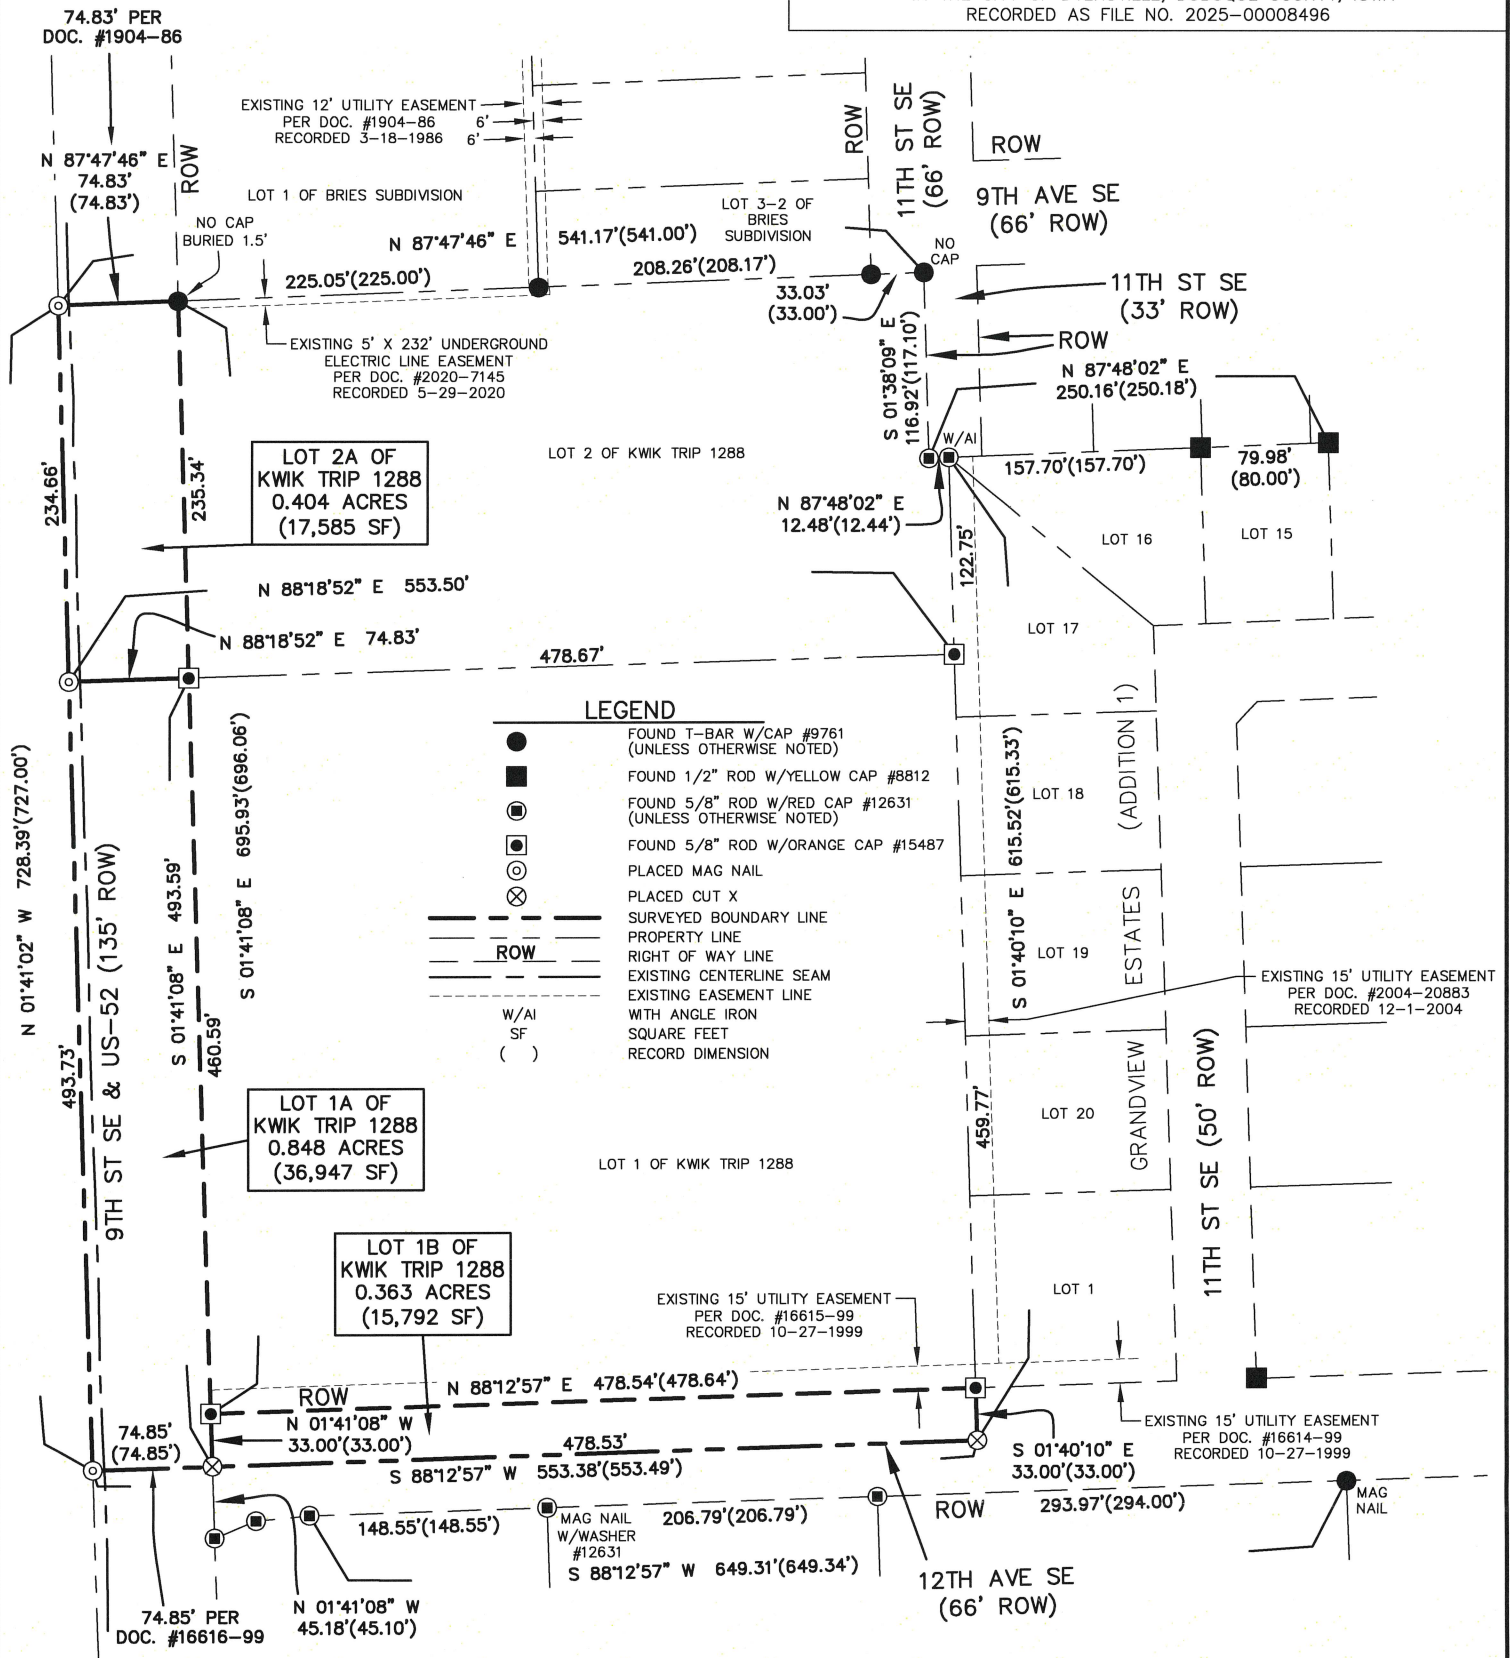 RECORDED AS FILE NO. 2025-00008496
74.83' PER
DOC. #1904-86
EXISTING 12' UTILITY EASEMENT
PER DOC. #1904-86
RECORDED 3-18-1986
6'
6'
ROW
11TH ST SE
(66' ROW)
ROW
9TH AVE SE
(66' ROW)
N 87°47'46" E
74.83'
(74.83')
ROW
LOT 1 OF BRIES SUBDIVISION
LOT 3-2 OF
BRIES
SUBDIVISION
NO CAP
BURIED 1.5'
N 87°47'46" E 541.17'(541.00')
NO
CAP
225.05'(225.00')
208.26'(208.17')
33.03'
(33.00')
11TH ST SE
(33' ROW)
ROW
EXISTING 5' X 232' UNDERGROUND
ELECTRIC LINE EASEMENT
PER DOC. #2020-7145
RECORDED 5-29-2020
S 01°38'09" E
116.92'(117.10')
N 87°48'02" E
250.16'(250.18')
W/AI
157.70'(157.70')
79.98'
(80.00')
234.66'
235.34'
LOT 2A OF
KWIK TRIP 1288
0.404 ACRES
(17,585 SF)
LOT 2 OF KWIK TRIP 1288
N 87°48'02" E
12.48'(12.44')
122.75'
LOT 16
LOT 15
N 88°18'52" E 553.50'
N 88°18'52" E 74.83'
478.67'
LOT 17
LEGEND
FOUND T-BAR W/CAP #9761
(UNLESS OTHERWISE NOTED)
FOUND 1/2" ROD W/YELLOW CAP #8812
FOUND 5/8" ROD W/RED CAP #12631
(UNLESS OTHERWISE NOTED)
FOUND 5/8" ROD W/ORANGE CAP #15487
PLACED MAG NAIL
PLACED CUT X
SURVEYED BOUNDARY LINE
PROPERTY LINE
ROW RIGHT OF WAY LINE
EXISTING CENTERLINE SEAM
EXISTING EASEMENT LINE
W/AI WITH ANGLE IRON
SF SQUARE FEET
( ) RECORD DIMENSION
N 01°41'02" W 728.39'(727.00')
493.73'
9TH ST SE & US-52 (135' ROW)
S 01°41'08" E 493.59'
460.59'
S 01°41'08" E 695.93'(696.06')
S 01°40'10" E 615.52'(615.33')
459.77'
LOT 18
LOT 19
LOT 20
LOT 1
GRANDVIEW ESTATES (ADDITION 1)
11TH ST SE (50' ROW)
EXISTING 15' UTILITY EASEMENT
PER DOC. #2004-20883
RECORDED 12-1-2004
LOT 1A OF
KWIK TRIP 1288
0.848 ACRES
(36,947 SF)
LOT 1 OF KWIK TRIP 1288
LOT 1B OF
KWIK TRIP 1288
0.363 ACRES
(15,792 SF)
EXISTING 15' UTILITY EASEMENT
PER DOC. #16615-99
RECORDED 10-27-1999
N 88°12'57" E 478.54'(478.64')
ROW
N 01°41'08" W
33.00'(33.00')
74.85'
(74.85')
478.53'
S 88°12'57" W 553.38'(553.49')
S 01°40'10" E
33.00'(33.00')
EXISTING 15' UTILITY EASEMENT
PER DOC. #16614-99
RECORDED 10-27-1999
148.55'(148.55')
MAG NAIL
W/WASHER
#12631
206.79'(206.79')
ROW
293.97'(294.00')
MAG
NAIL
S 88°12'57" W 649.31'(649.34')
12TH AVE SE
(66' ROW)
74.85' PER
DOC. #16616-99
N 01°41'08" W
45.18'(45.10')